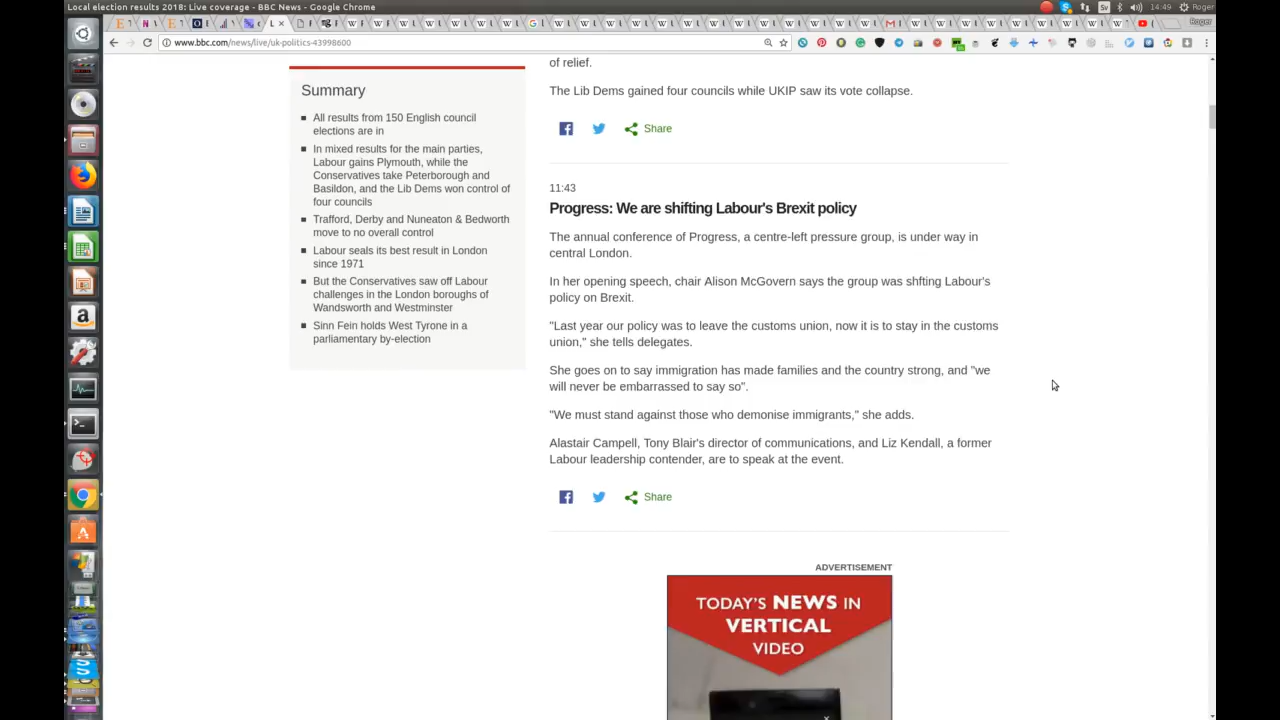 Local election results 2018: Live coverage - BBC News - Google Chrome
Sv
14:49
Roger
Roger
www.bbc.com/news/live/uk-politics-43998600
Summary
All results from 150 English council
elections are in
In mixed results for the main parties,
Labour gains Plymouth, while the
Conservatives take Peterborough and
Basildon, and the Lib Dems won control of
four councils
Trafford, Derby and Nuneaton & Bedworth
move to no overall control
Labour seals its best result in London
since 1971
But the Conservatives saw off Labour
challenges in the London boroughs of
Wandsworth and Westminster
Sinn Fein holds West Tyrone in a
parliamentary by-election
of relief.
The Lib Dems gained four councils while UKIP saw its vote collapse.
Share
11:43
Progress: We are shifting Labour's Brexit policy
The annual conference of Progress, a centre-left pressure group, is under way in
central London.
In her opening speech, chair Alison McGovern says the group was shfting Labour's
policy on Brexit.
"Last year our policy was to leave the customs union, now it is to stay in the customs
union," she tells delegates.
She goes on to say immigration has made families and the country strong, and "we
will never be embarrassed to say so".
"We must stand against those who demonise immigrants," she adds.
Alastair Campell, Tony Blair's director of communications, and Liz Kendall, a former
Labour leadership contender, are to speak at the event.
Share
ADVERTISEMENT
TODAY'S NEWS IN
VERTICAL
VIDEO